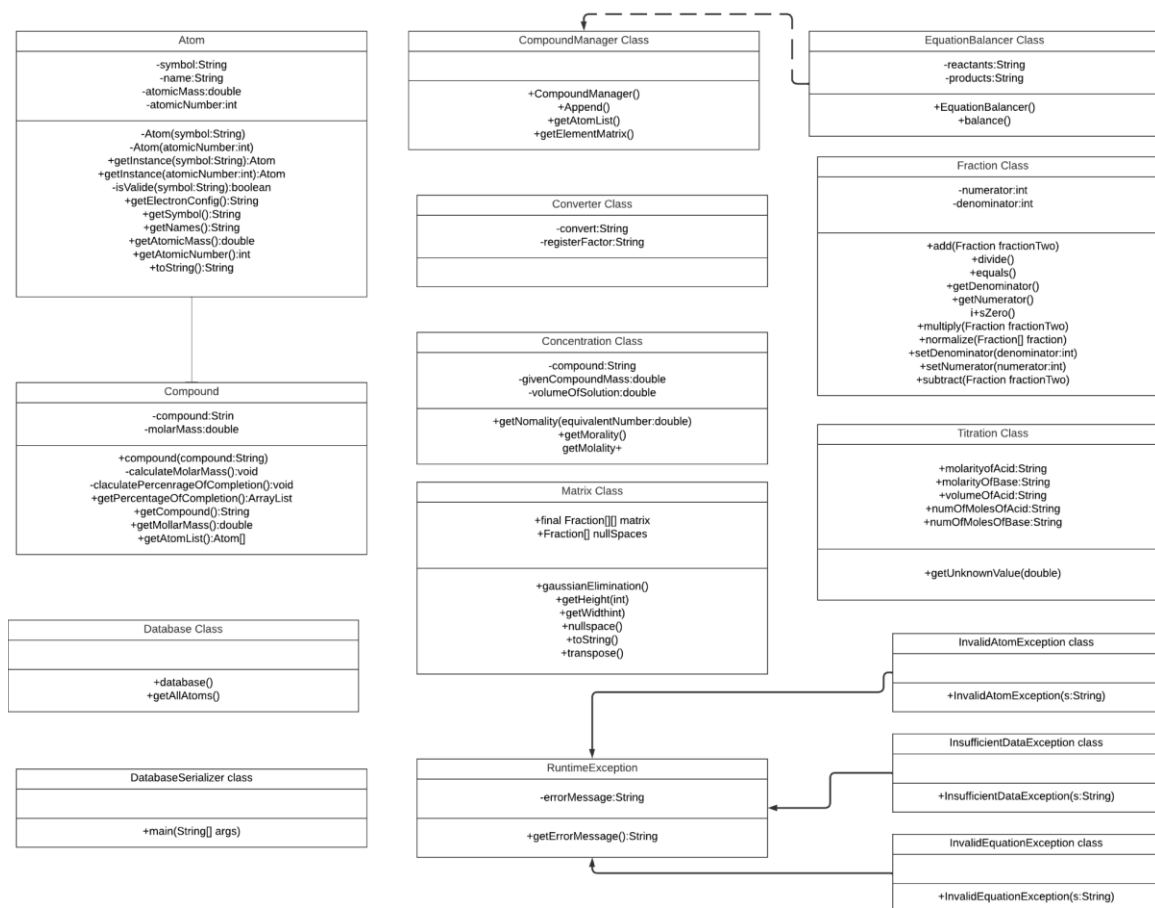 Atom
-symbol:String
-name:String
-atomicMass:double
-atomicNumber:int
-Atom(symbol:String)
-Atom(atomicNumber:int)
+getInstance(symbol:String):Atom
+getInstance(atomicNumber:int):Atom
-isValide(symbol:String):boolean
+getElectronConfig():String
+getSymbol():String
+getNames():String
+getAtomicMass():double
+getAtomicNumber():int
+toString():String
Compound
-compound:Strin
-molarMass:double
+compound(compound:String)
-calculateMolarMass():void
-claculatePercenrageOfCompletion():void
+getPercentageOfCompletion():ArrayList
+getCompound():String
+getMollarMass():double
+getAtomList():Atom[]
Database Class
+database()
+getAllAtoms()
DatabaseSerializer class
+main(String[] args)
CompoundManager Class
+CompoundManager()
+Append()
+getAtomList()
+getElementMatrix()
Converter Class
-convert:String
-registerFactor:String
Concentration Class
-compound:String
-givenCompoundMass:double
-volumeOfSolution:double
+getNomality(equivalentNumber:double)
+getMorality()
getMolality+
Matrix Class
+final Fraction[][] matrix
+Fraction[] nullSpaces
+gaussianElimination()
+getHeight(int)
+getWidthint)
+nullspace()
+toString()
+transpose()
RuntimeException
-errorMessage:String
+getErrorMessage():String
EquationBalancer Class
-reactants:String
-products:String
+EquationBalancer()
+balance()
Fraction Class
-numerator:int
-denominator:int
+add(Fraction fractionTwo)
+divide()
+equals()
+getDenominator()
+getNumerator()
i+sZero()
+multiply(Fraction fractionTwo)
+normalize(Fraction[] fraction)
+setDenominator(denominator:int)
+setNumerator(numerator:int)
+subtract(Fraction fractionTwo)
Titration Class
+molarityofAcid:String
+molarityOfBase:String
+volumeOfAcid:String
+numOfMolesOfAcid:String
+numOfMolesOfBase:String
+getUnknownValue(double)
InvalidAtomException class
+InvalidAtomException(s:String)
InsufficientDataException class
+InsufficientDataException(s:String)
InvalidEquationException class
+InvalidEquationException(s:String)